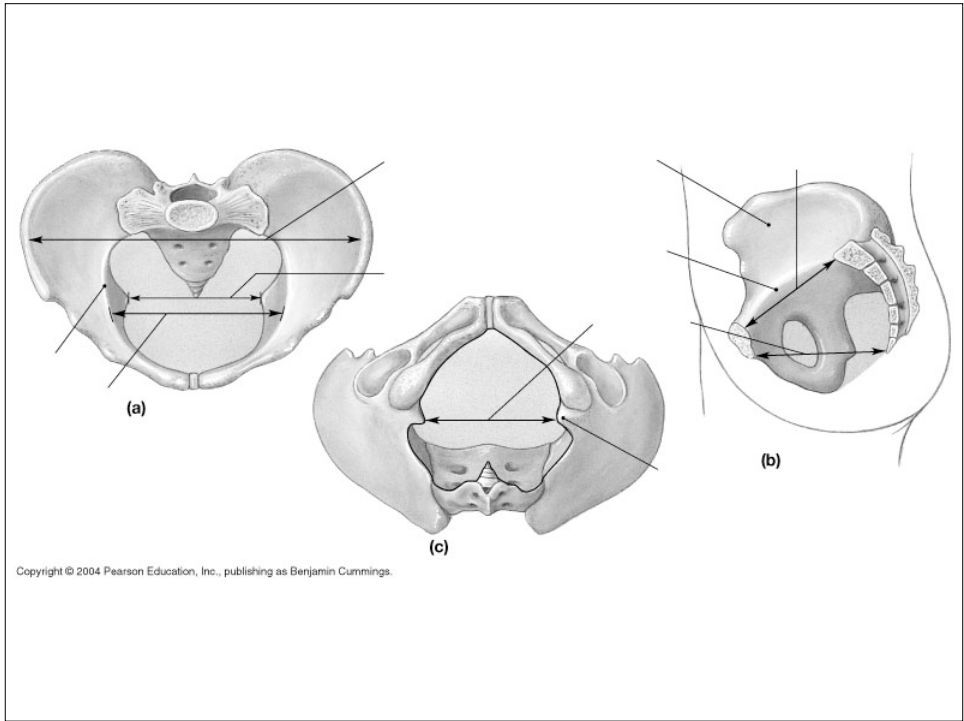 (a)
(b)
(c)
Copyright © 2004 Pearson Education, Inc., publishing as Benjamin Cummings.